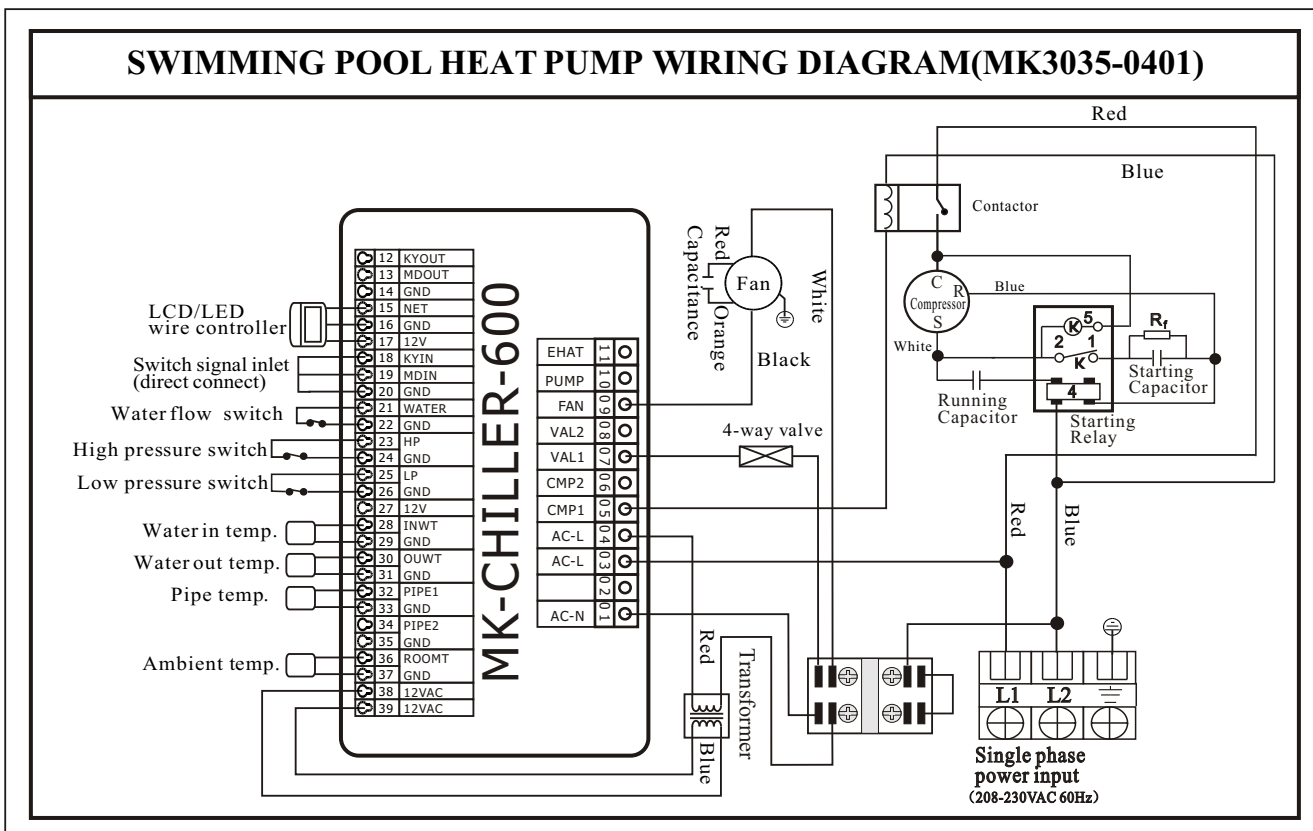 SWIMMING POOL HEAT PUMP WIRING DIAGRAM(MK3035-0401)
LCD/LED
wire controller
Switch signal inlet
(direct connect)
Water flow switch
High pressure switch
Low pressure switch
Water in temp.
Water out temp.
Pipe temp.
Ambient temp.
12 KYOUT
13 MDOUT
14 GND
15 NET
16 GND
17 12V
18 KYIN
19 MDIN
20 GND
21 WATER
22 GND
23 HP
24 GND
25 LP
26 GND
27 12V
28 INWT
29 GND
30 OUWT
31 GND
32 PIPE1
33 GND
34 PIPE2
35 GND
36 ROOMT
37 GND
38 12VAC
39 12VAC
MK-CHILLER-600
EHAT 11
PUMP 10
FAN 09
VAL2 08
VAL1 07
CMP2 06
CMP1 05
AC-L 04
AC-L 03
02
AC-N 01
Red
Capacitance
Orange
Fan
White
Black
4-way valve
Red
Transformer
Blue
Red
Blue
Contactor
C
R
Compressor
S
Blue
White
Running
Capacitor
K
5
2
1
K
4
Rf
Starting
Capacitor
Starting
Relay
Red
Blue
L1
L2
Single phase
power input
(208-230VAC 60Hz)